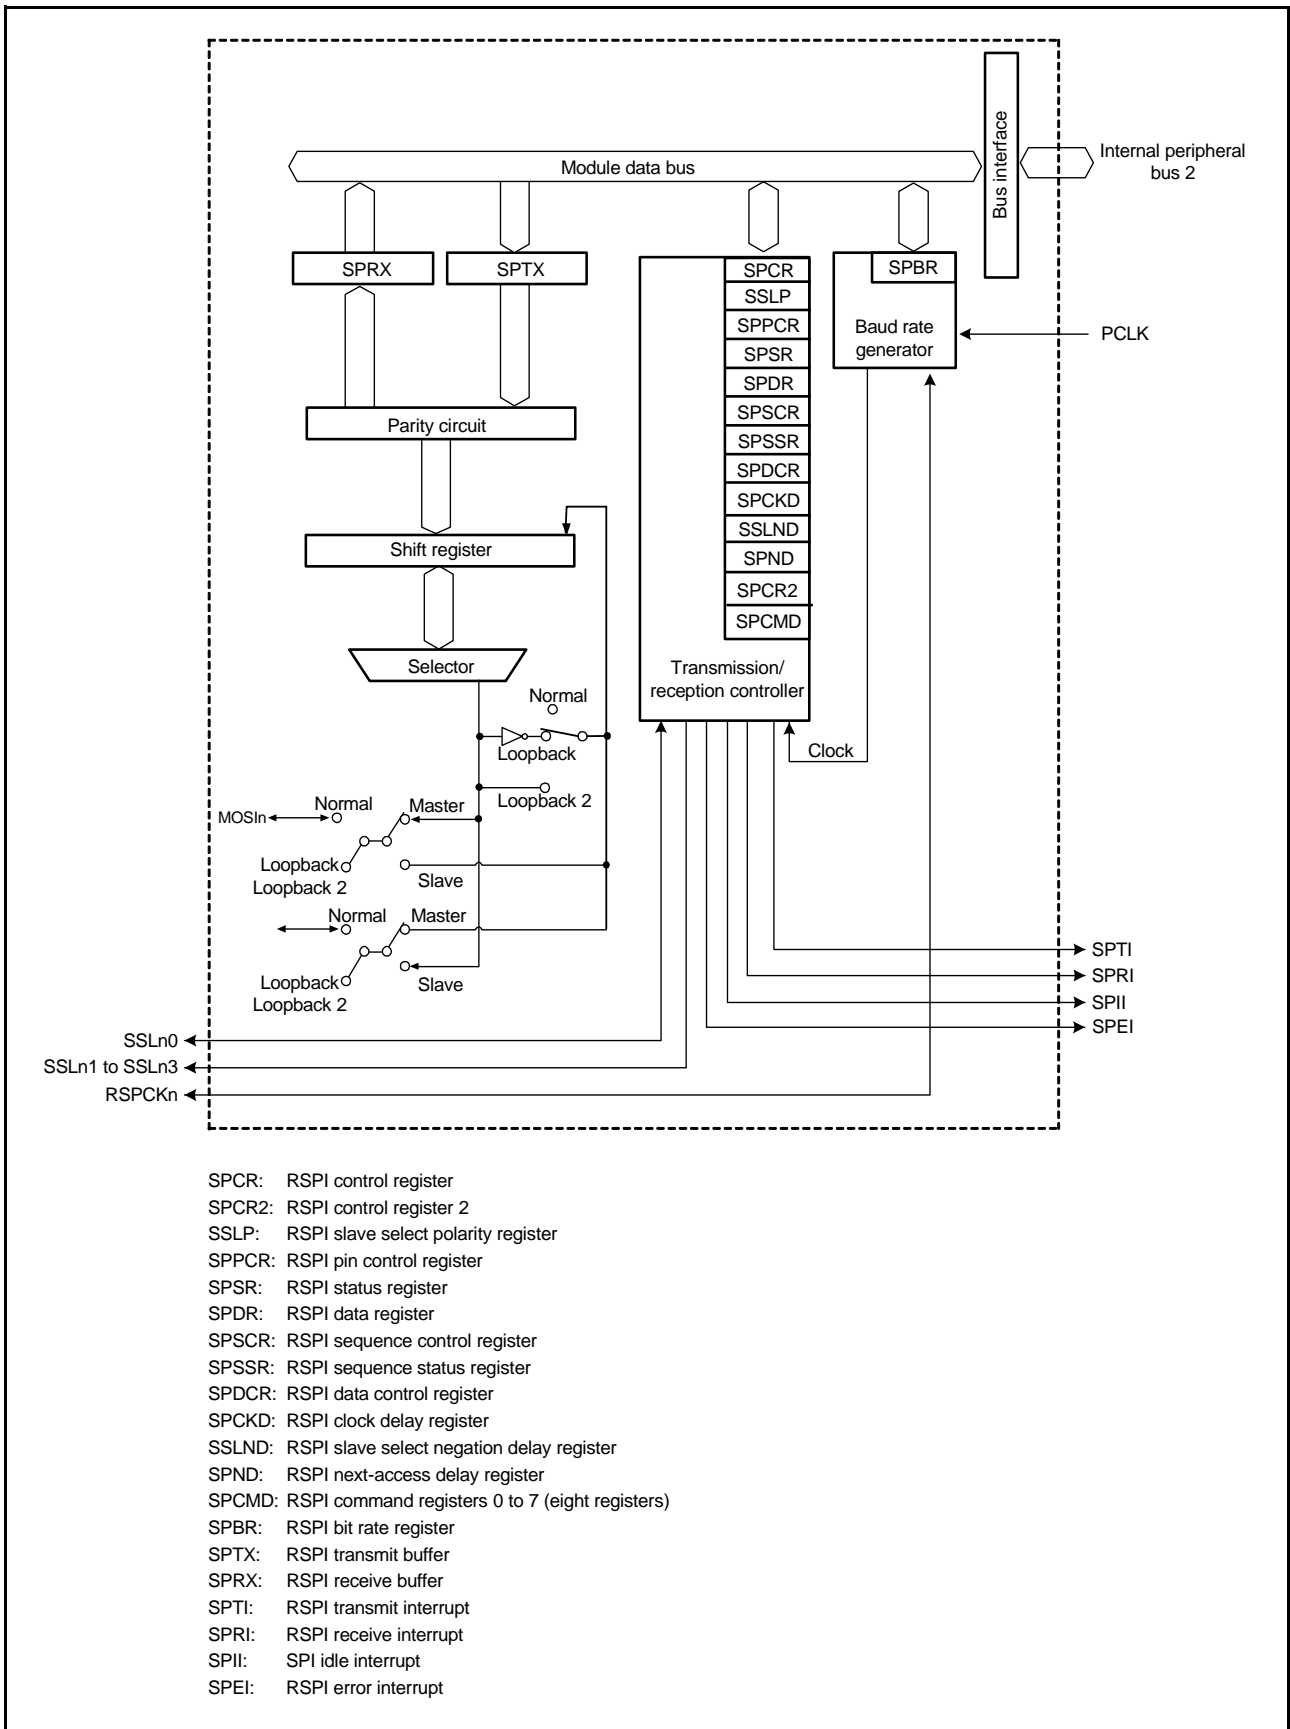 Bus interface
Internal peripheral
bus 2
Module data bus
SPRX
SPTX
SPCR
SSLP
SPPCR
SPSR
SPDR
SPSCR
SPSSR
SPDCR
SPCKD
SSLND
SPND
SPCR2
SPCMD
Transmission/
reception controller
SPBR
Baud rate
generator
PCLK
Parity circuit
Shift register
Selector
Normal
Loopback
Loopback 2
Clock
MOSIn
Normal
Master
Loopback
Loopback 2
Slave
Normal
Master
Loopback
Loopback 2
Slave
SPTI
SPRI
SPII
SPEI
SSLn0
SSLn1 to SSLn3
RSPCKn
SPCR: RSPI control register
SPCR2: RSPI control register 2
SSLP: RSPI slave select polarity register
SPPCR: RSPI pin control register
SPSR: RSPI status register
SPDR: RSPI data register
SPSCR: RSPI sequence control register
SPSSR: RSPI sequence status register
SPDCR: RSPI data control register
SPCKD: RSPI clock delay register
SSLND: RSPI slave select negation delay register
SPND: RSPI next-access delay register
SPCMD: RSPI command registers 0 to 7 (eight registers)
SPBR: RSPI bit rate register
SPTX: RSPI transmit buffer
SPRX: RSPI receive buffer
SPTI: RSPI transmit interrupt
SPRI: RSPI receive interrupt
SPII: SPI idle interrupt
SPEI: RSPI error interrupt